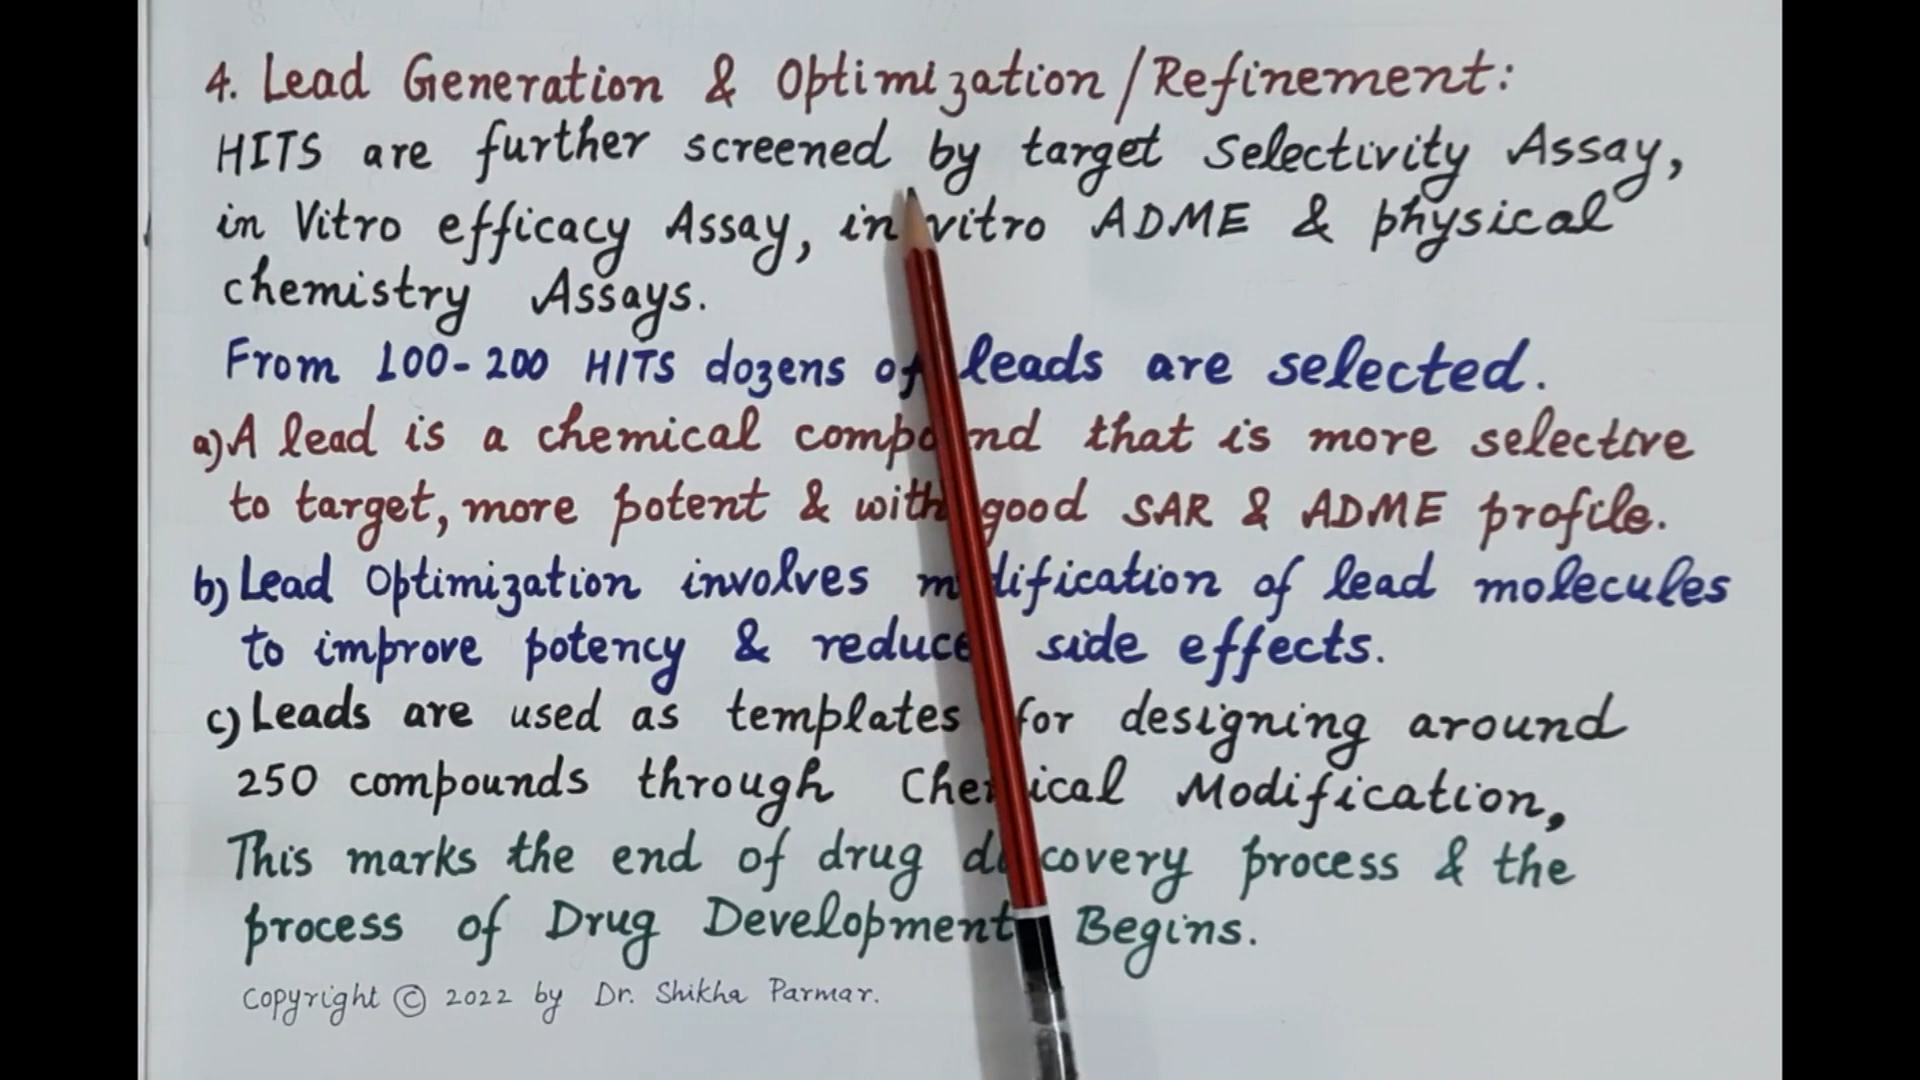 4. Lead Generation & Optimization/Refinement:
HITS are further screened by target Selectivity Assay,
in Vitro efficacy Assay, in vitro ADME & physical
chemistry Assays.
From 100-200 HITS dozens of leads are selected.
a) A lead is a chemical compound that is more selective
to target, more potent & with good SAR & ADME profile.
b) Lead Optimization involves modification of lead molecules
to improve potency & reduce side effects.
c) Leads are used as templates for designing around
250 compounds through Chemical Modification,
This marks the end of drug discovery process & the
process of Drug Development Begins.
Copyright © 2022 by Dr. Shikha Parmar.